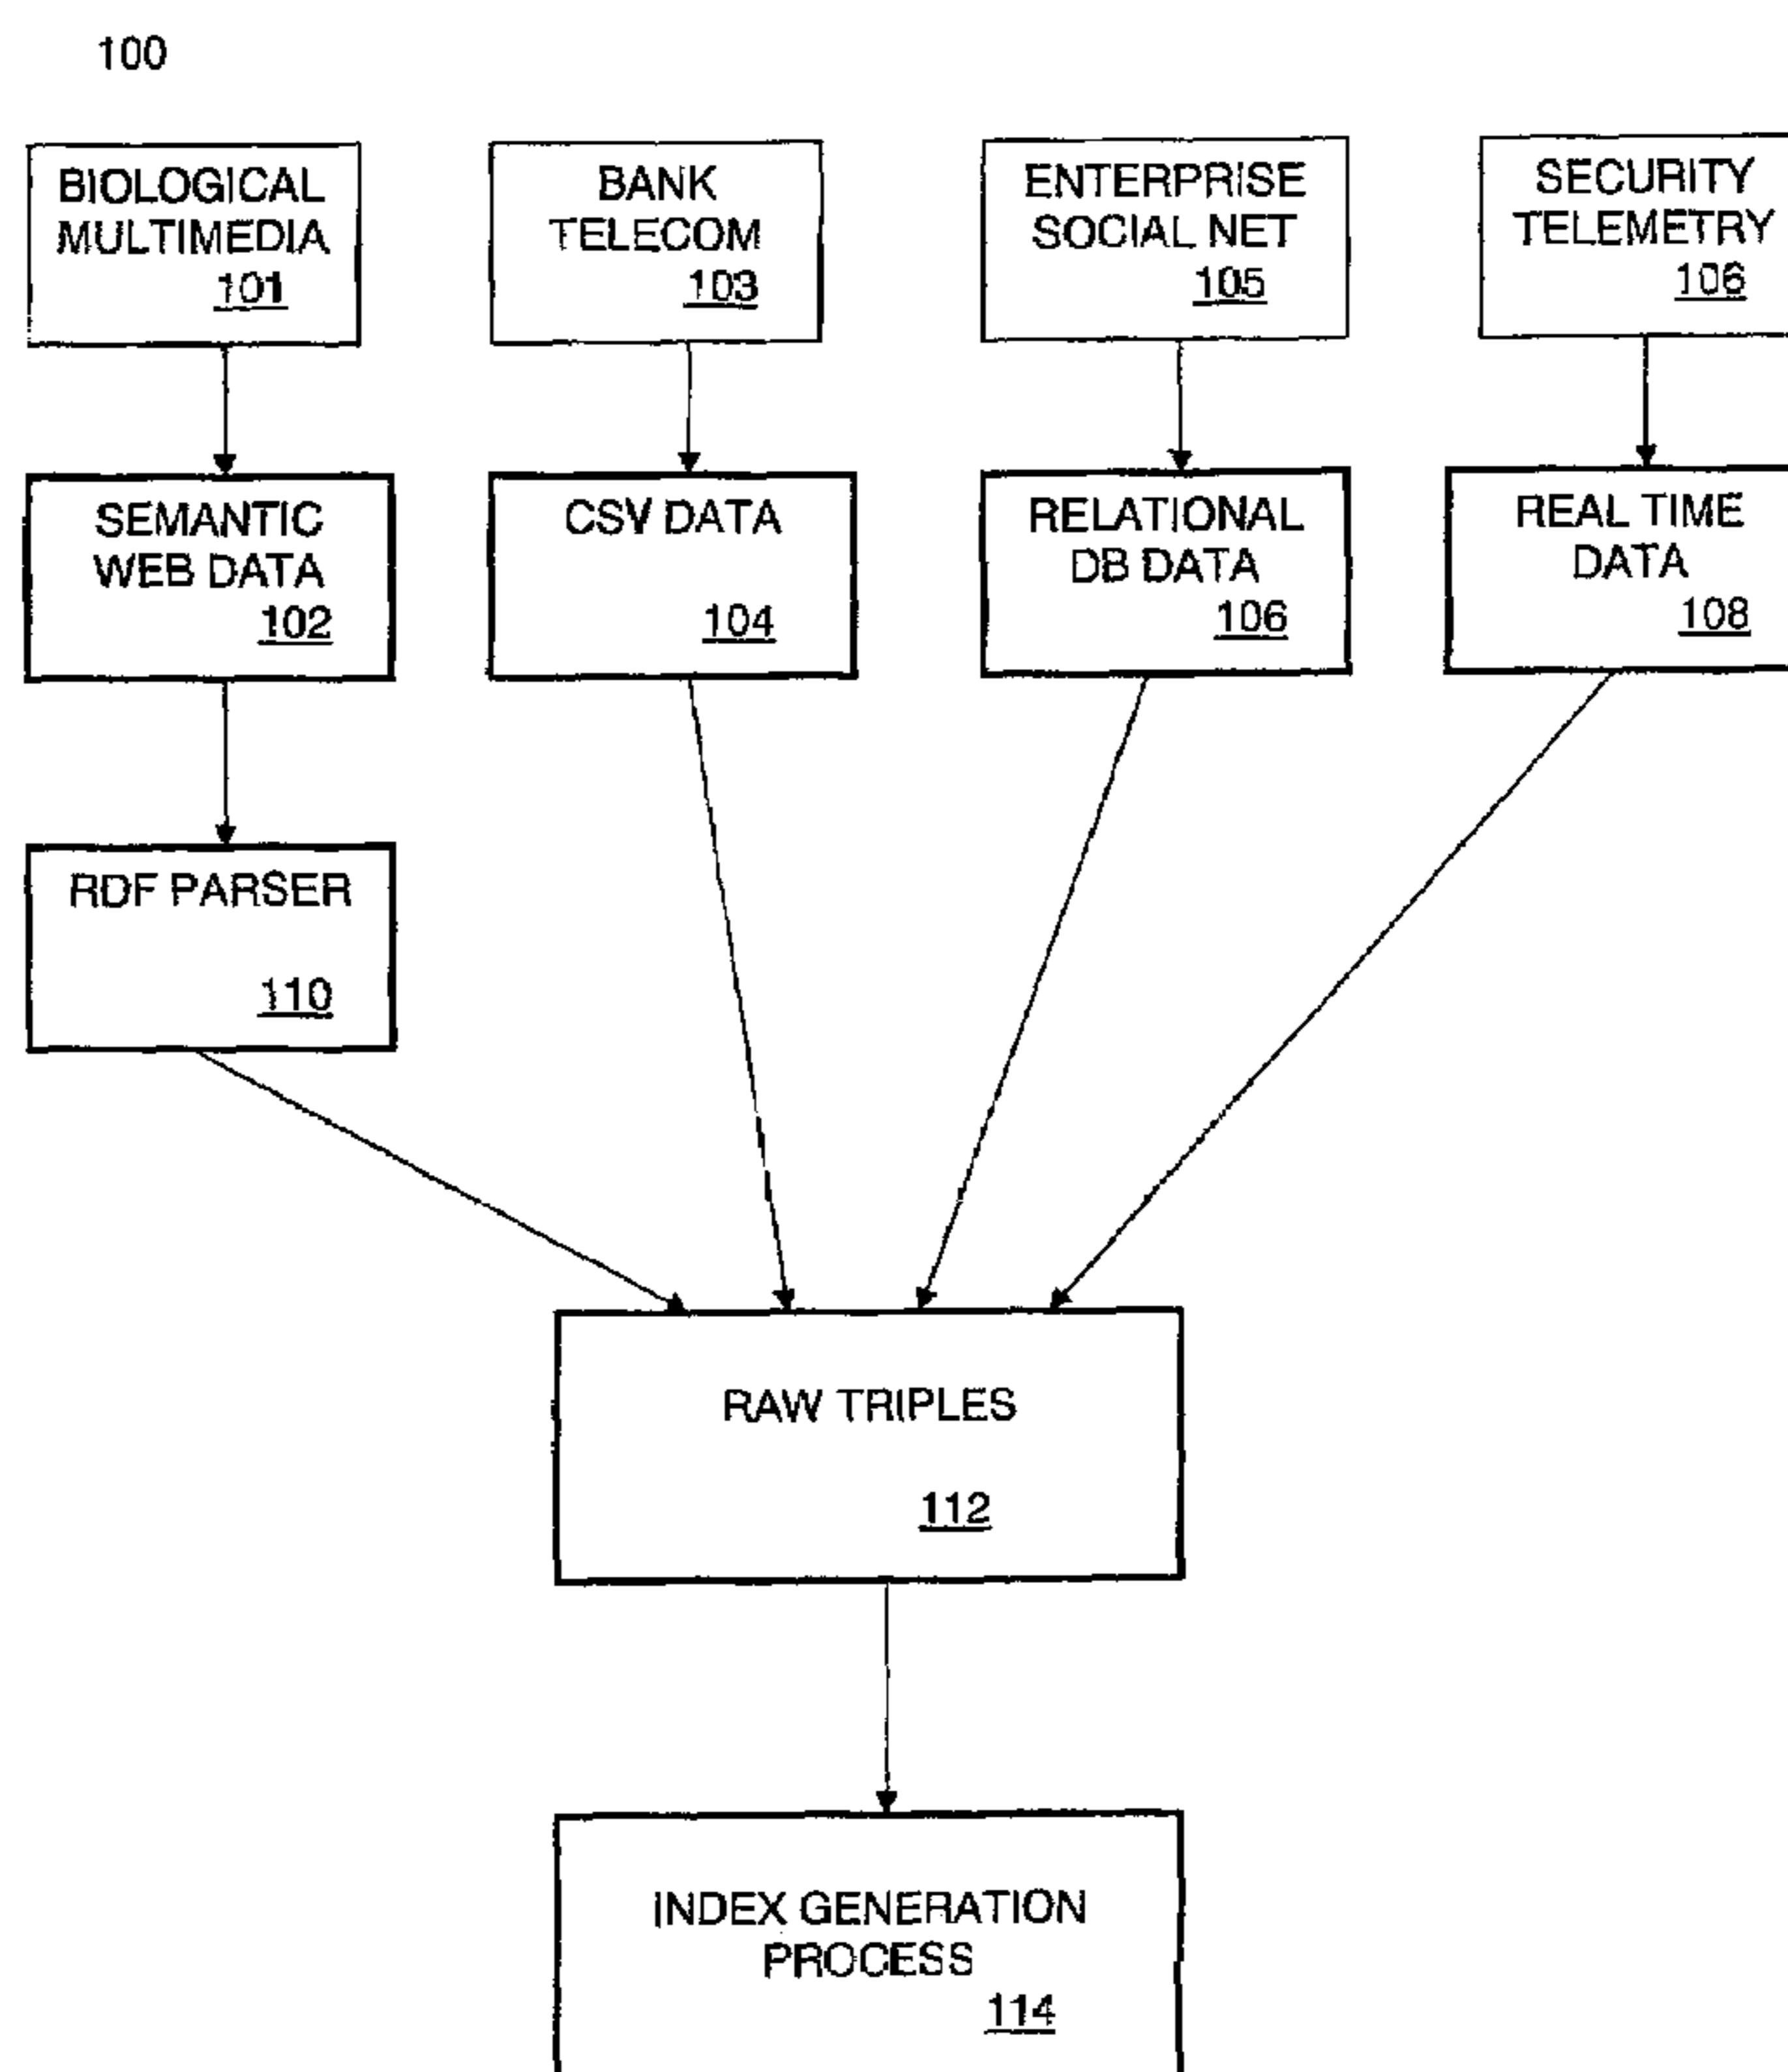 100
BIOLOGICAL
MULTIMEDIA
101
BANK
TELECOM
103
ENTERPRISE
SOCIAL NET
105
SECURITY
TELEMETRY
106
SEMANTIC
WEB DATA
102
CSV DATA
104
RELATIONAL
DB DATA
106
REAL TIME
DATA
108
RDF PARSER
110
RAW TRIPLES
112
INDEX GENERATION
PROCESS
114